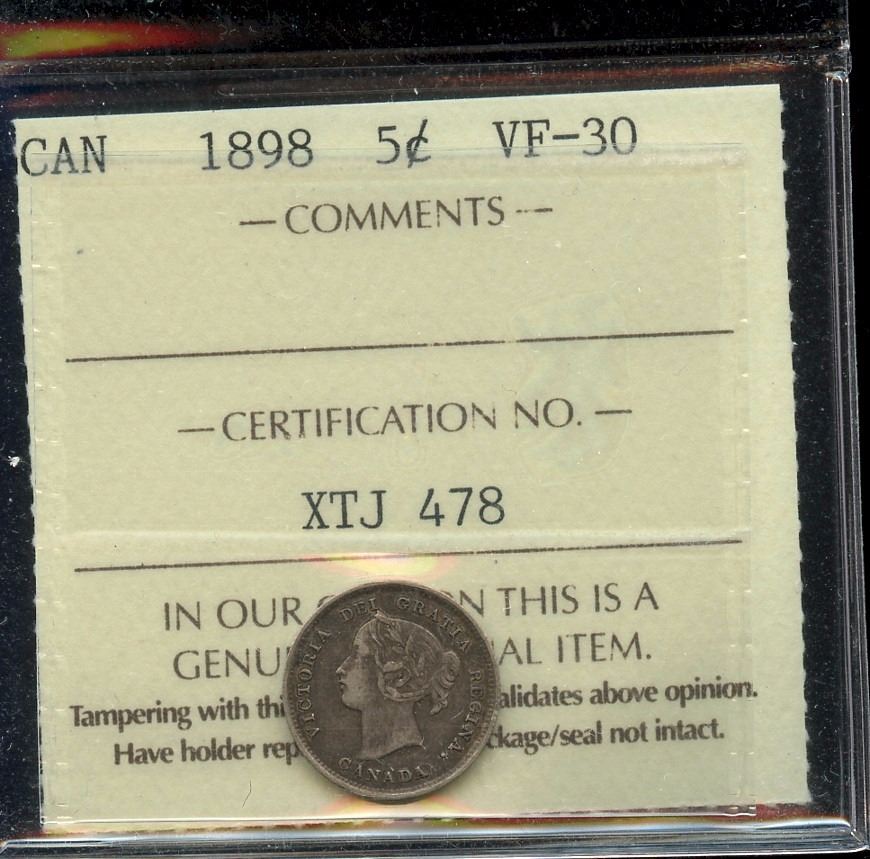 CAN 1898 5¢ VF-30
— COMMENTS —
— CERTIFICATION NO. —
XTJ 478
IN OUR N THIS IS A
GENU AL ITEM.
Tampering with thi alidates above opinion.
Have holder rep ckage/seal not intact.
VICTORIA DEI GRATIA REGINA.
CANADA